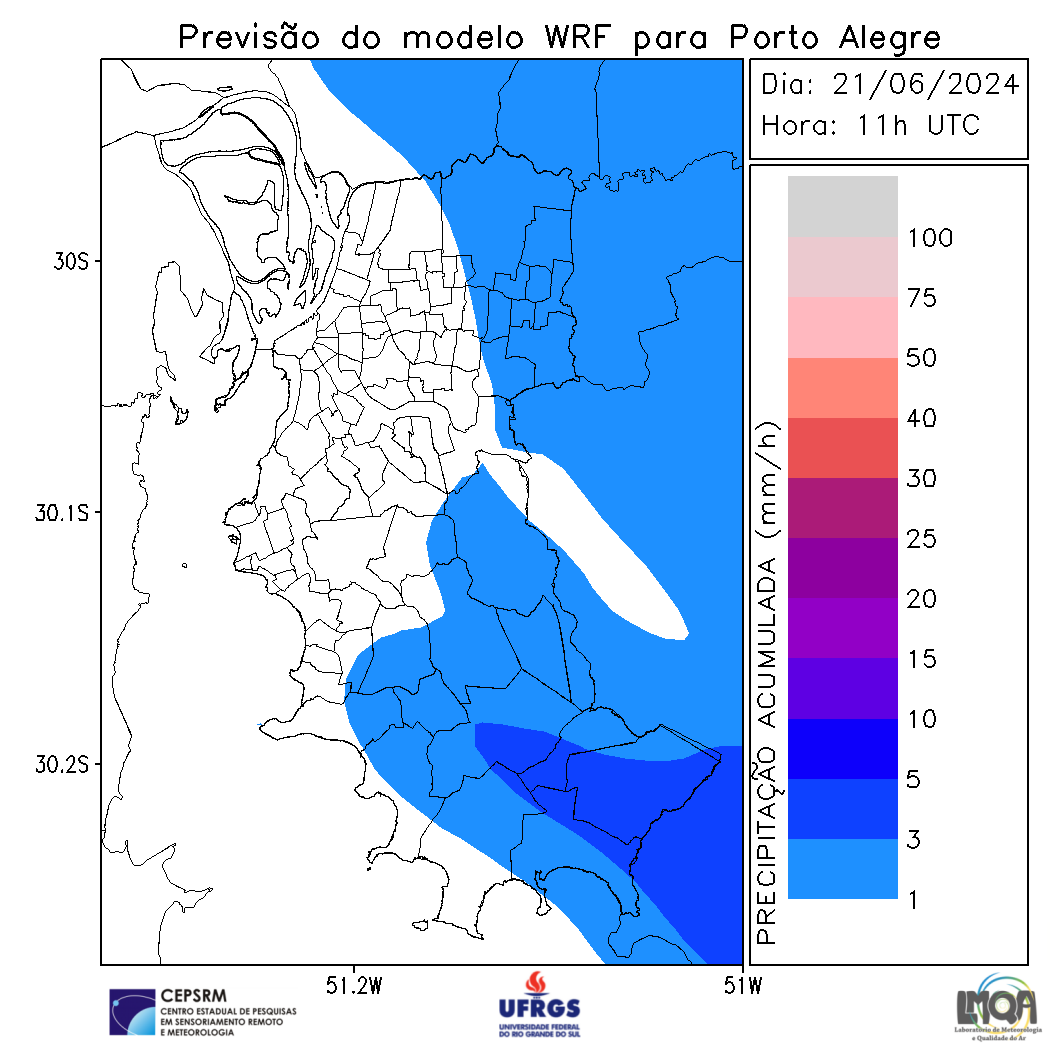 Previsão do modelo WRF para Porto Alegre
Dia: 21/06/2024
Hora: 11h UTC
30S
30.1S
30.2S
51.2W
51W
PRECIPITAÇÃO ACUMULADA (mm/h)
100
75
50
40
30
25
20
15
10
5
3
1
CEPSRM
CENTRO ESTADUAL DE PESQUISAS
EM SENSORIAMENTO REMOTO
E METEOROLOGIA
UFRGS
UNIVERSIDADE FEDERAL
DO RIO GRANDE DO SUL
LMQA
Laboratório de Meteorologia
e Qualidade do Ar